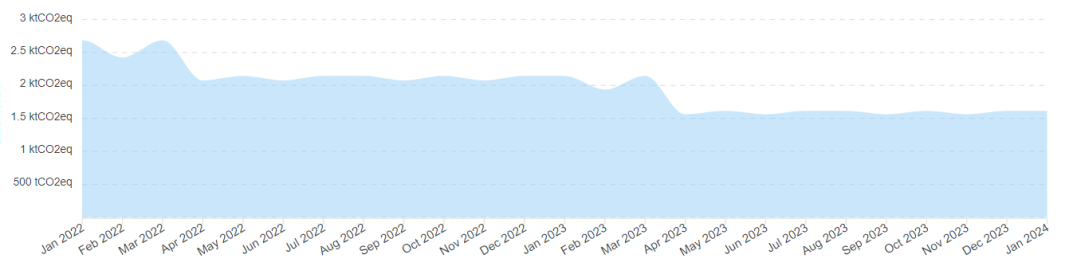 3 ktCO2eq
2.5 ktCO2eq
2 ktCO2eq
1.5 ktCO2eq
1 ktCO2eq
500 tCO2eq
Jan 2022
Feb 2022
Mar 2022
Apr 2022
May 2022
Jun 2022
Jul 2022
Aug 2022
Sep 2022
Oct 2022
Nov 2022
Dec 2022
Jan 2023
Feb 2023
Mar 2023
Apr 2023
May 2023
Jun 2023
Jul 2023
Aug 2023
Sep 2023
Oct 2023
Nov 2023
Dec 2023
Jan 2024